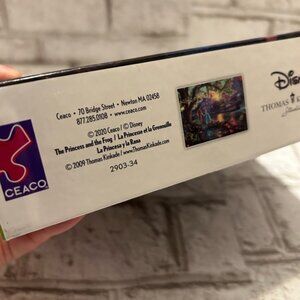 Ceaco • 70 Bridge Street • Newton MA 02458
877.285.0108 • www.ceaco.com
© 2020 Ceaco / © Disney
The Princess and the Frog / La Princesse et la Grenouille
La Princesa y la Rana
© 2009 Thomas Kinkade. www.ThomasKinkade.com
2903-34
CEACO
Disn
THOMAS KIN